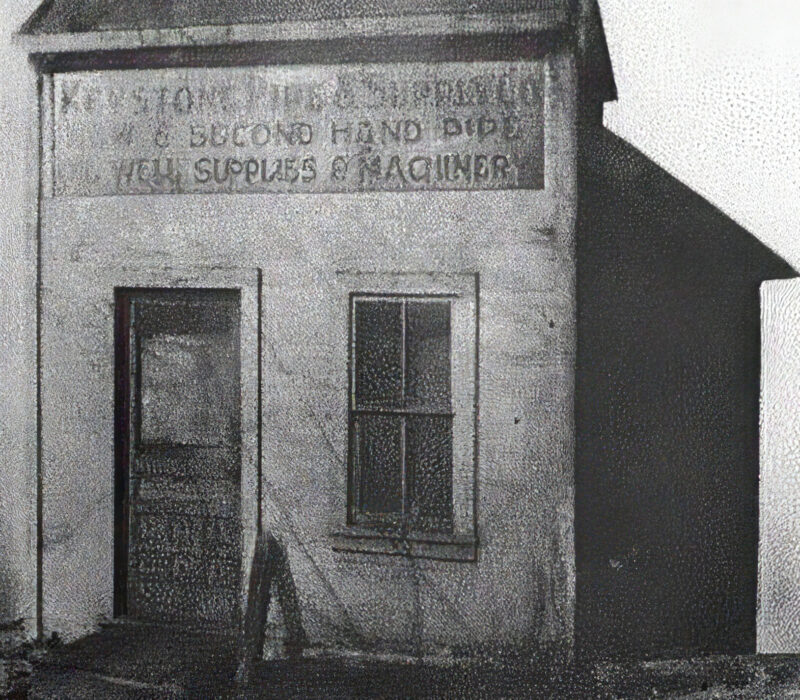 KEYSTONE PIPE & SUPPLY CO
& SECOND HAND PIPE
WELL SUPPLIES & MACHINERY